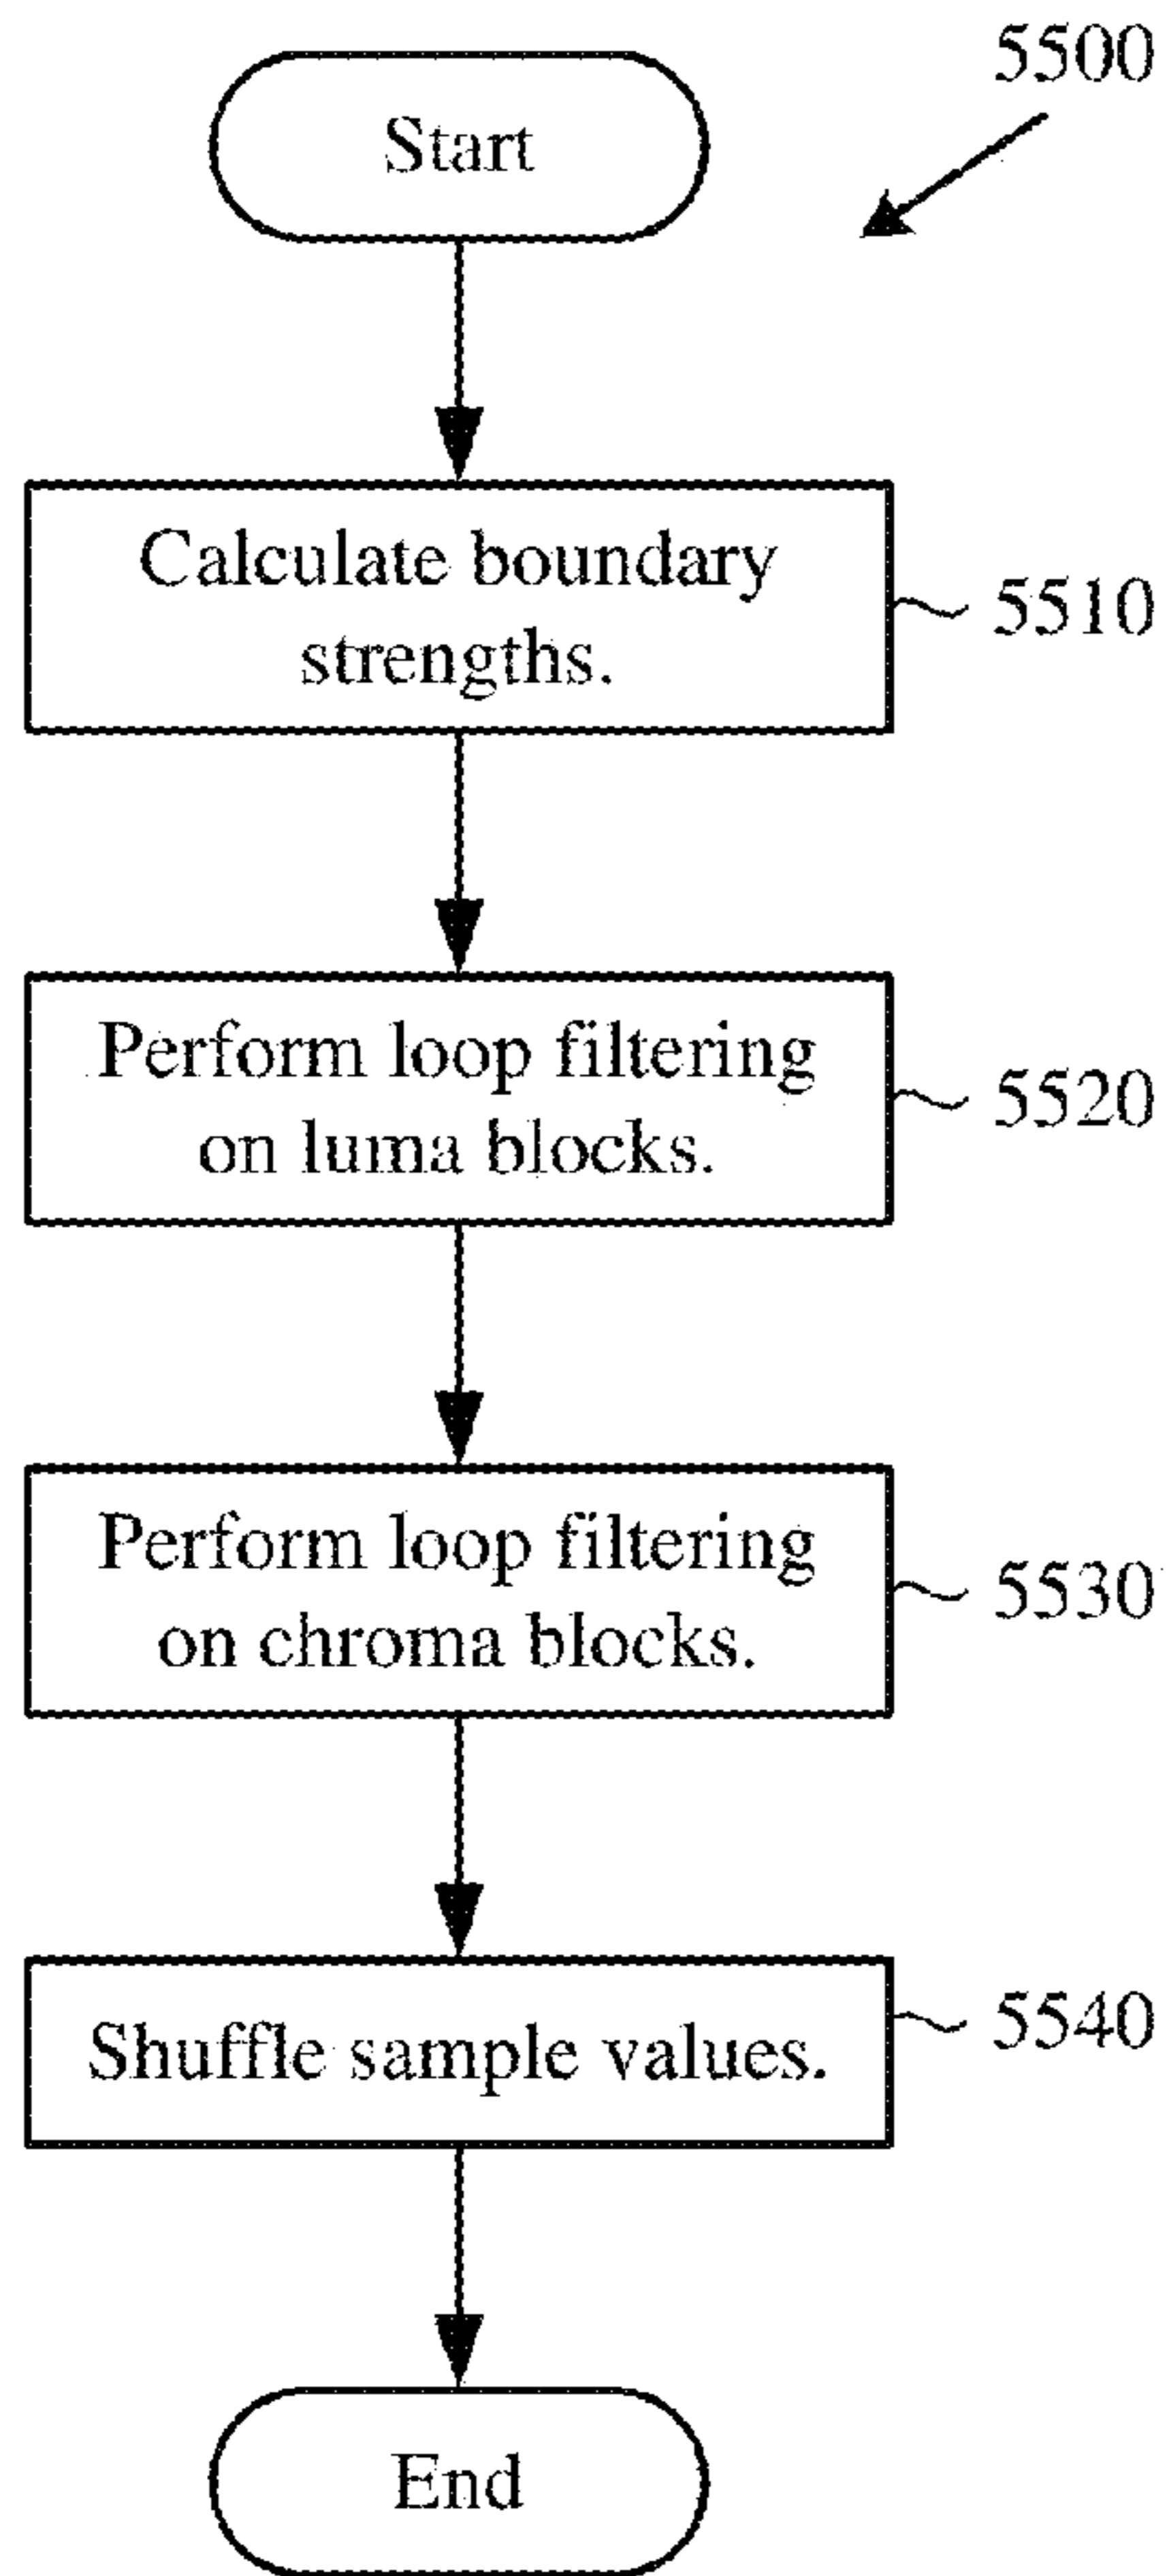 5500
Start
Calculate boundary
strengths.
5510
Perform loop filtering
on luma blocks.
5520
Perform loop filtering
on chroma blocks.
5530
Shuffle sample values.
5540
End